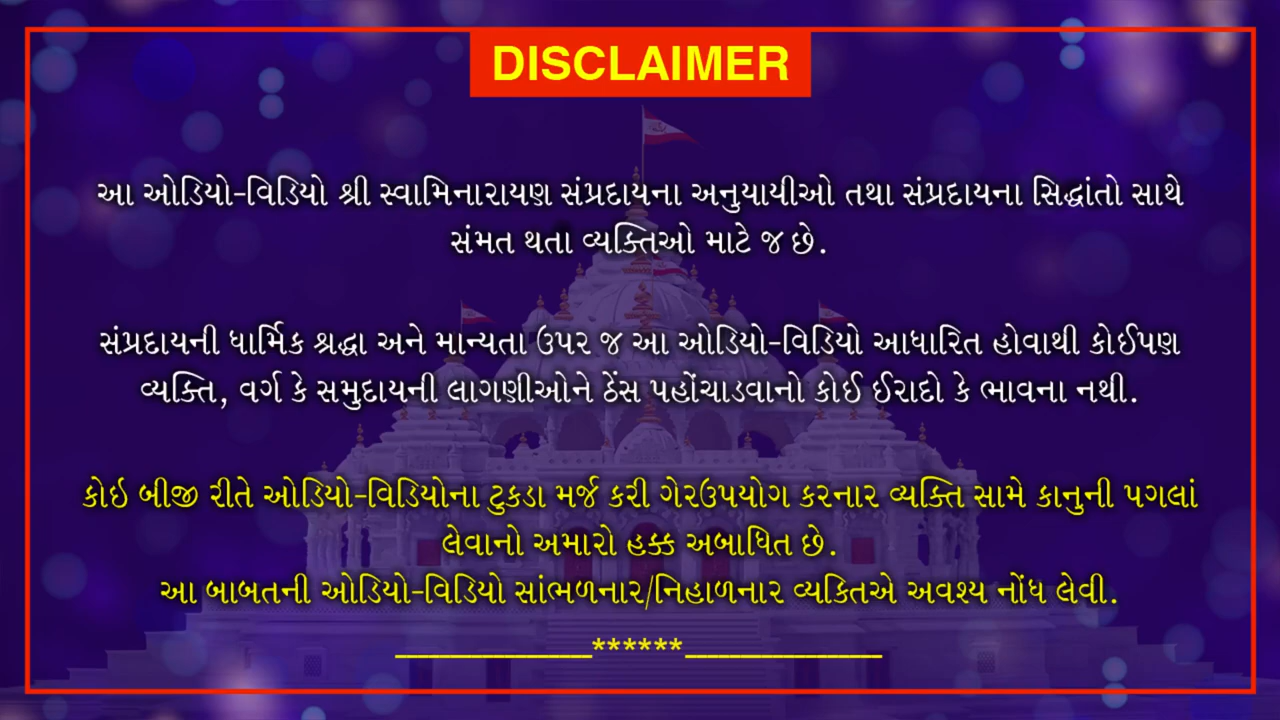 DISCLAIMER
આ ઓડિયો-વિડિયો શ્રી સ્વામિનારાયણ સંપ્રદાયના અનુયાયીઓ તથા સંપ્રદાયના સિદ્ધાંતો સાથે
સંમત થતા વ્યક્તિઓ માટે જ છે.
સંપ્રદાયની ધાર્મિક શ્રદ્ધા અને માન્યતા ઉપર જ આ ઓડિયો-વિડિયો આધારિત હોવાથી કોઈપણ
વ્યક્તિ, વર્ગ કે સમુદાયની લાગણીઓને ઠેંસ પહોંચાડવાનો કોઈ ઈરાદો કે ભાવના નથી.
કોઇ બીજી રીતે ઓડિયો-વિડિયોના ટુકડા મર્જ કરી ગેરઉપયોગ કરનાર વ્યક્તિ સામે કાનુની પગલાં
લેવાનો અમારો હક્ક અબાધિત છે.
આ બાબતની ઓડિયો-વિડિયો સાંભળનાર/નિહાળનાર વ્યકિતએ અવશ્ય નોંધ લેવી.
______________******______________